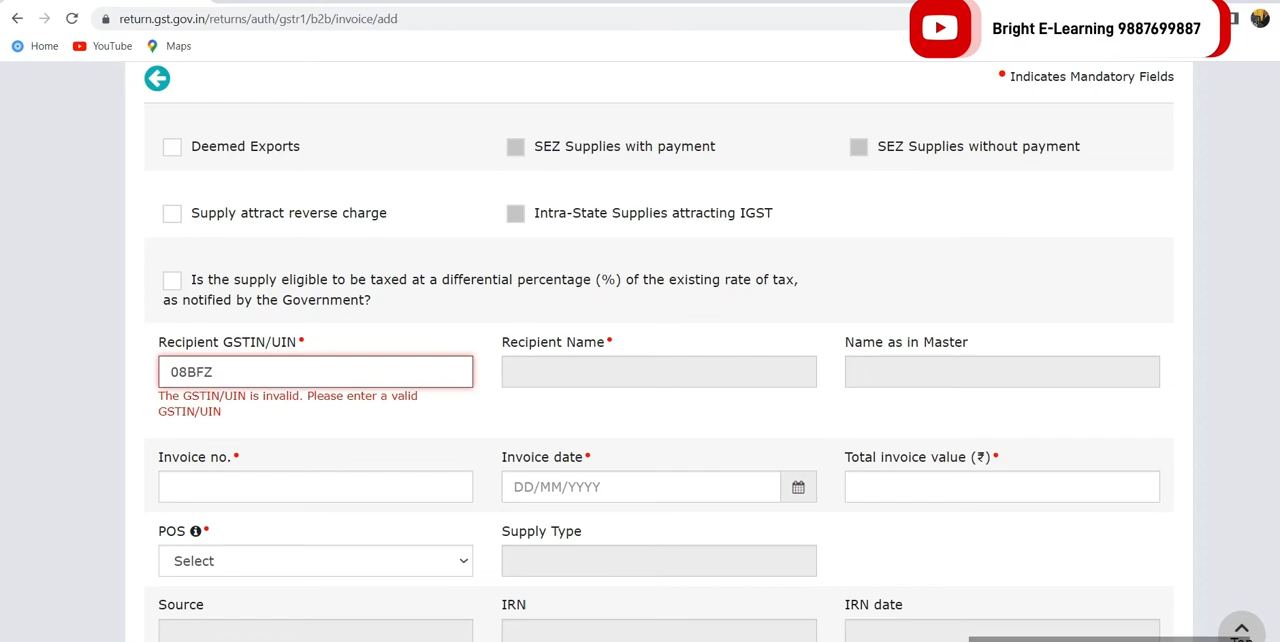 return.gst.gov.in/returns/auth/gstr1/b2b/invoice/add
Bright E-Learning 9887699887
Home YouTube Maps
• Indicates Mandatory Fields
Deemed Exports SEZ Supplies with payment SEZ Supplies without payment
Supply attract reverse charge Intra-State Supplies attracting IGST
Is the supply eligible to be taxed at a differential percentage (%) of the existing rate of tax,
as notified by the Government?
Recipient GSTIN/UIN• Recipient Name• Name as in Master
08BFZ
The GSTIN/UIN is invalid. Please enter a valid
GSTIN/UIN
Invoice no.• Invoice date• Total invoice value (₹)•
DD/MM/YYYY
POS • Supply Type
Select
Source IRN IRN date
Top